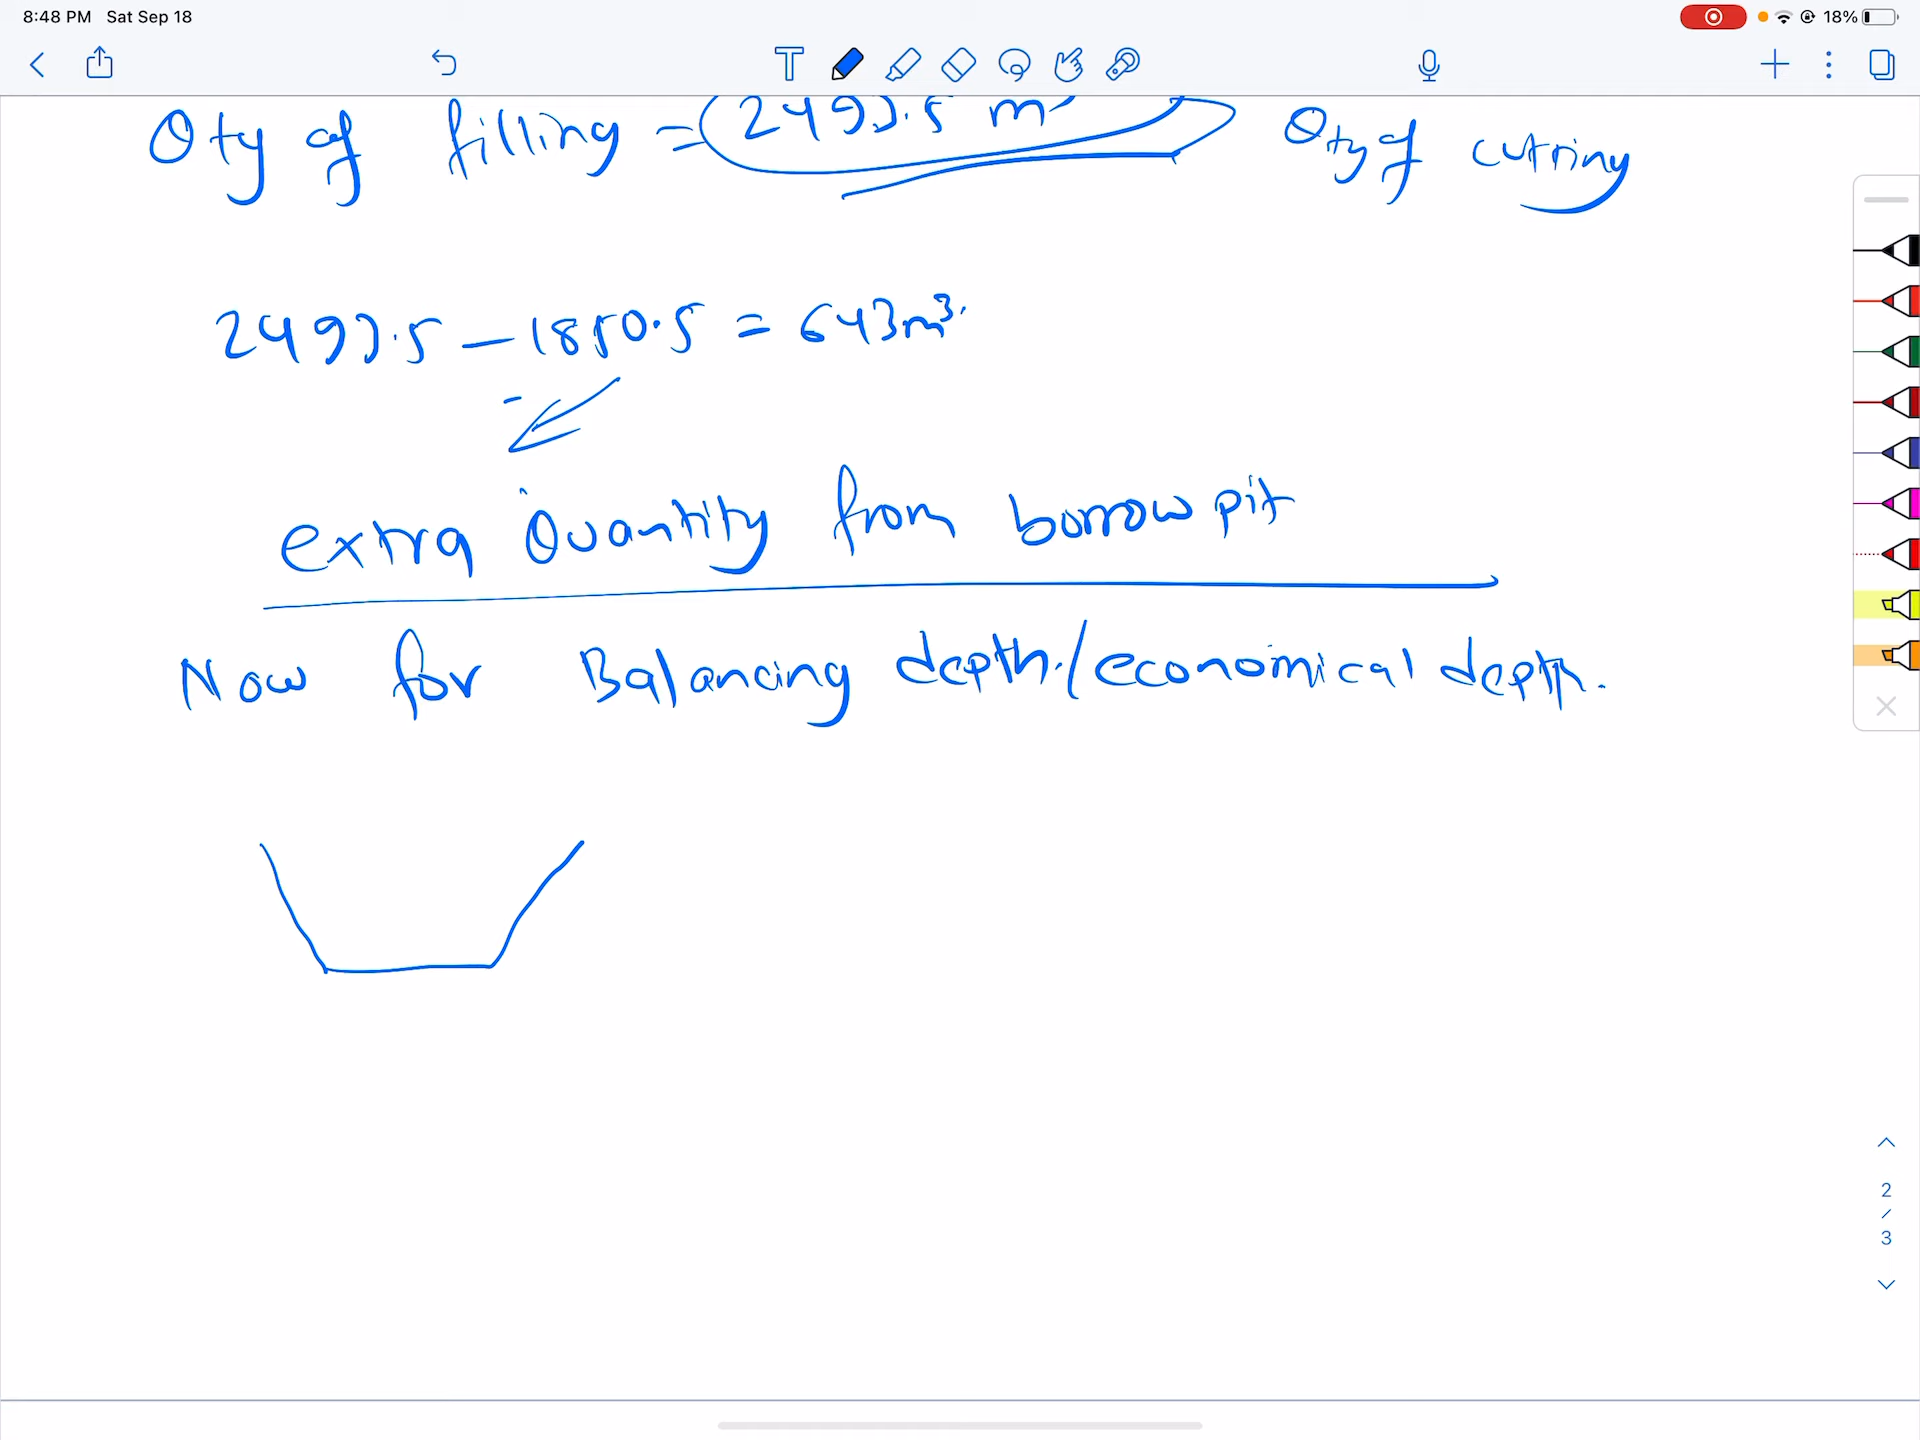 8:48 PM Sat Sep 18
18%
Qty of filling = 2493.5 m³ Qty of cutting
2493.5 - 1850.5 = 643m³.
extra Quantity from borrow pit
Now for Balancing depth./economical depth.
2
/
3